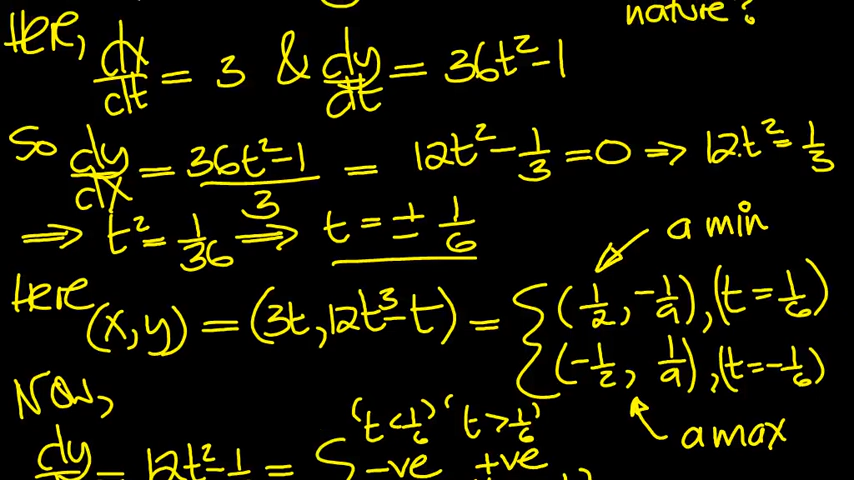 nature?
Here,
dx/dt = 3 & dy/dt = 36t² - 1
So dy/dx = (36t² - 1)/3 = 12t² - 1/3 = 0 ⇒ 12t² = 1/3
⇒ t² = 1/36 ⇒ t = ± 1/6
a min
Here (x, y) = (3t, 12t³ - t) = { (1/2, -1/9), (t = 1/6)
(-1/2, 1/9), (t = -1/6)
a max
Now,
(t < 1/6) (t > 1/6)
-ve +ve